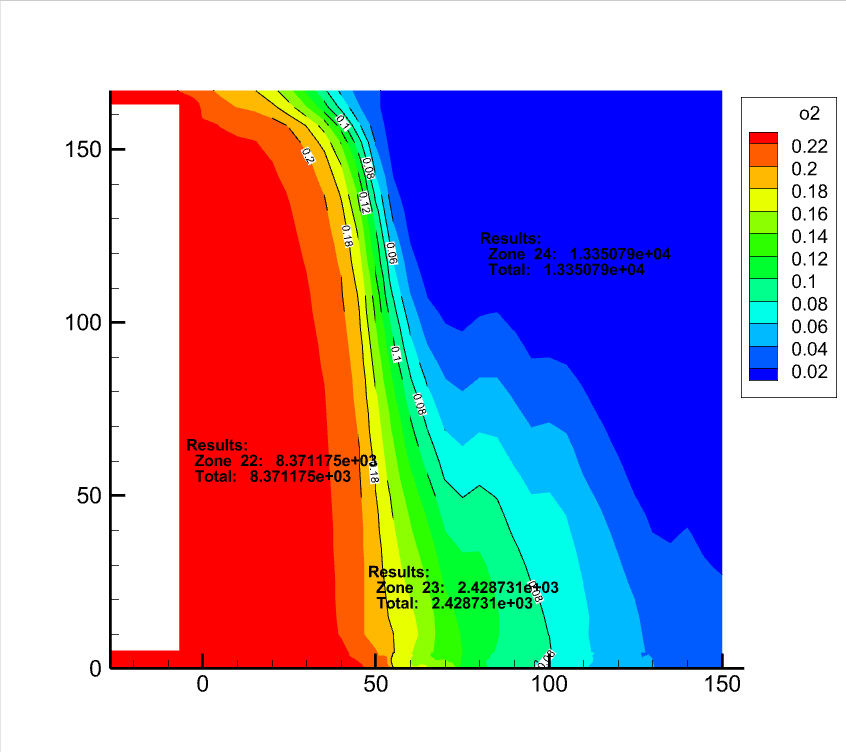 o2
0.22
0.2
0.18
0.16
0.14
0.12
0.1
0.08
0.06
0.04
0.02
150
100
50
0
0 50 100 150
0.1
0.2
0.08
0.12
0.18
0.06
0.1
0.08
0.18
0.08
0.08
Results:
Zone 24: 1.335079e+04
Total: 1.335079e+04
Results:
Zone 22: 8.371175e+03
Total: 8.371175e+03
Results:
Zone 23: 2.428731e+03
Total: 2.428731e+03